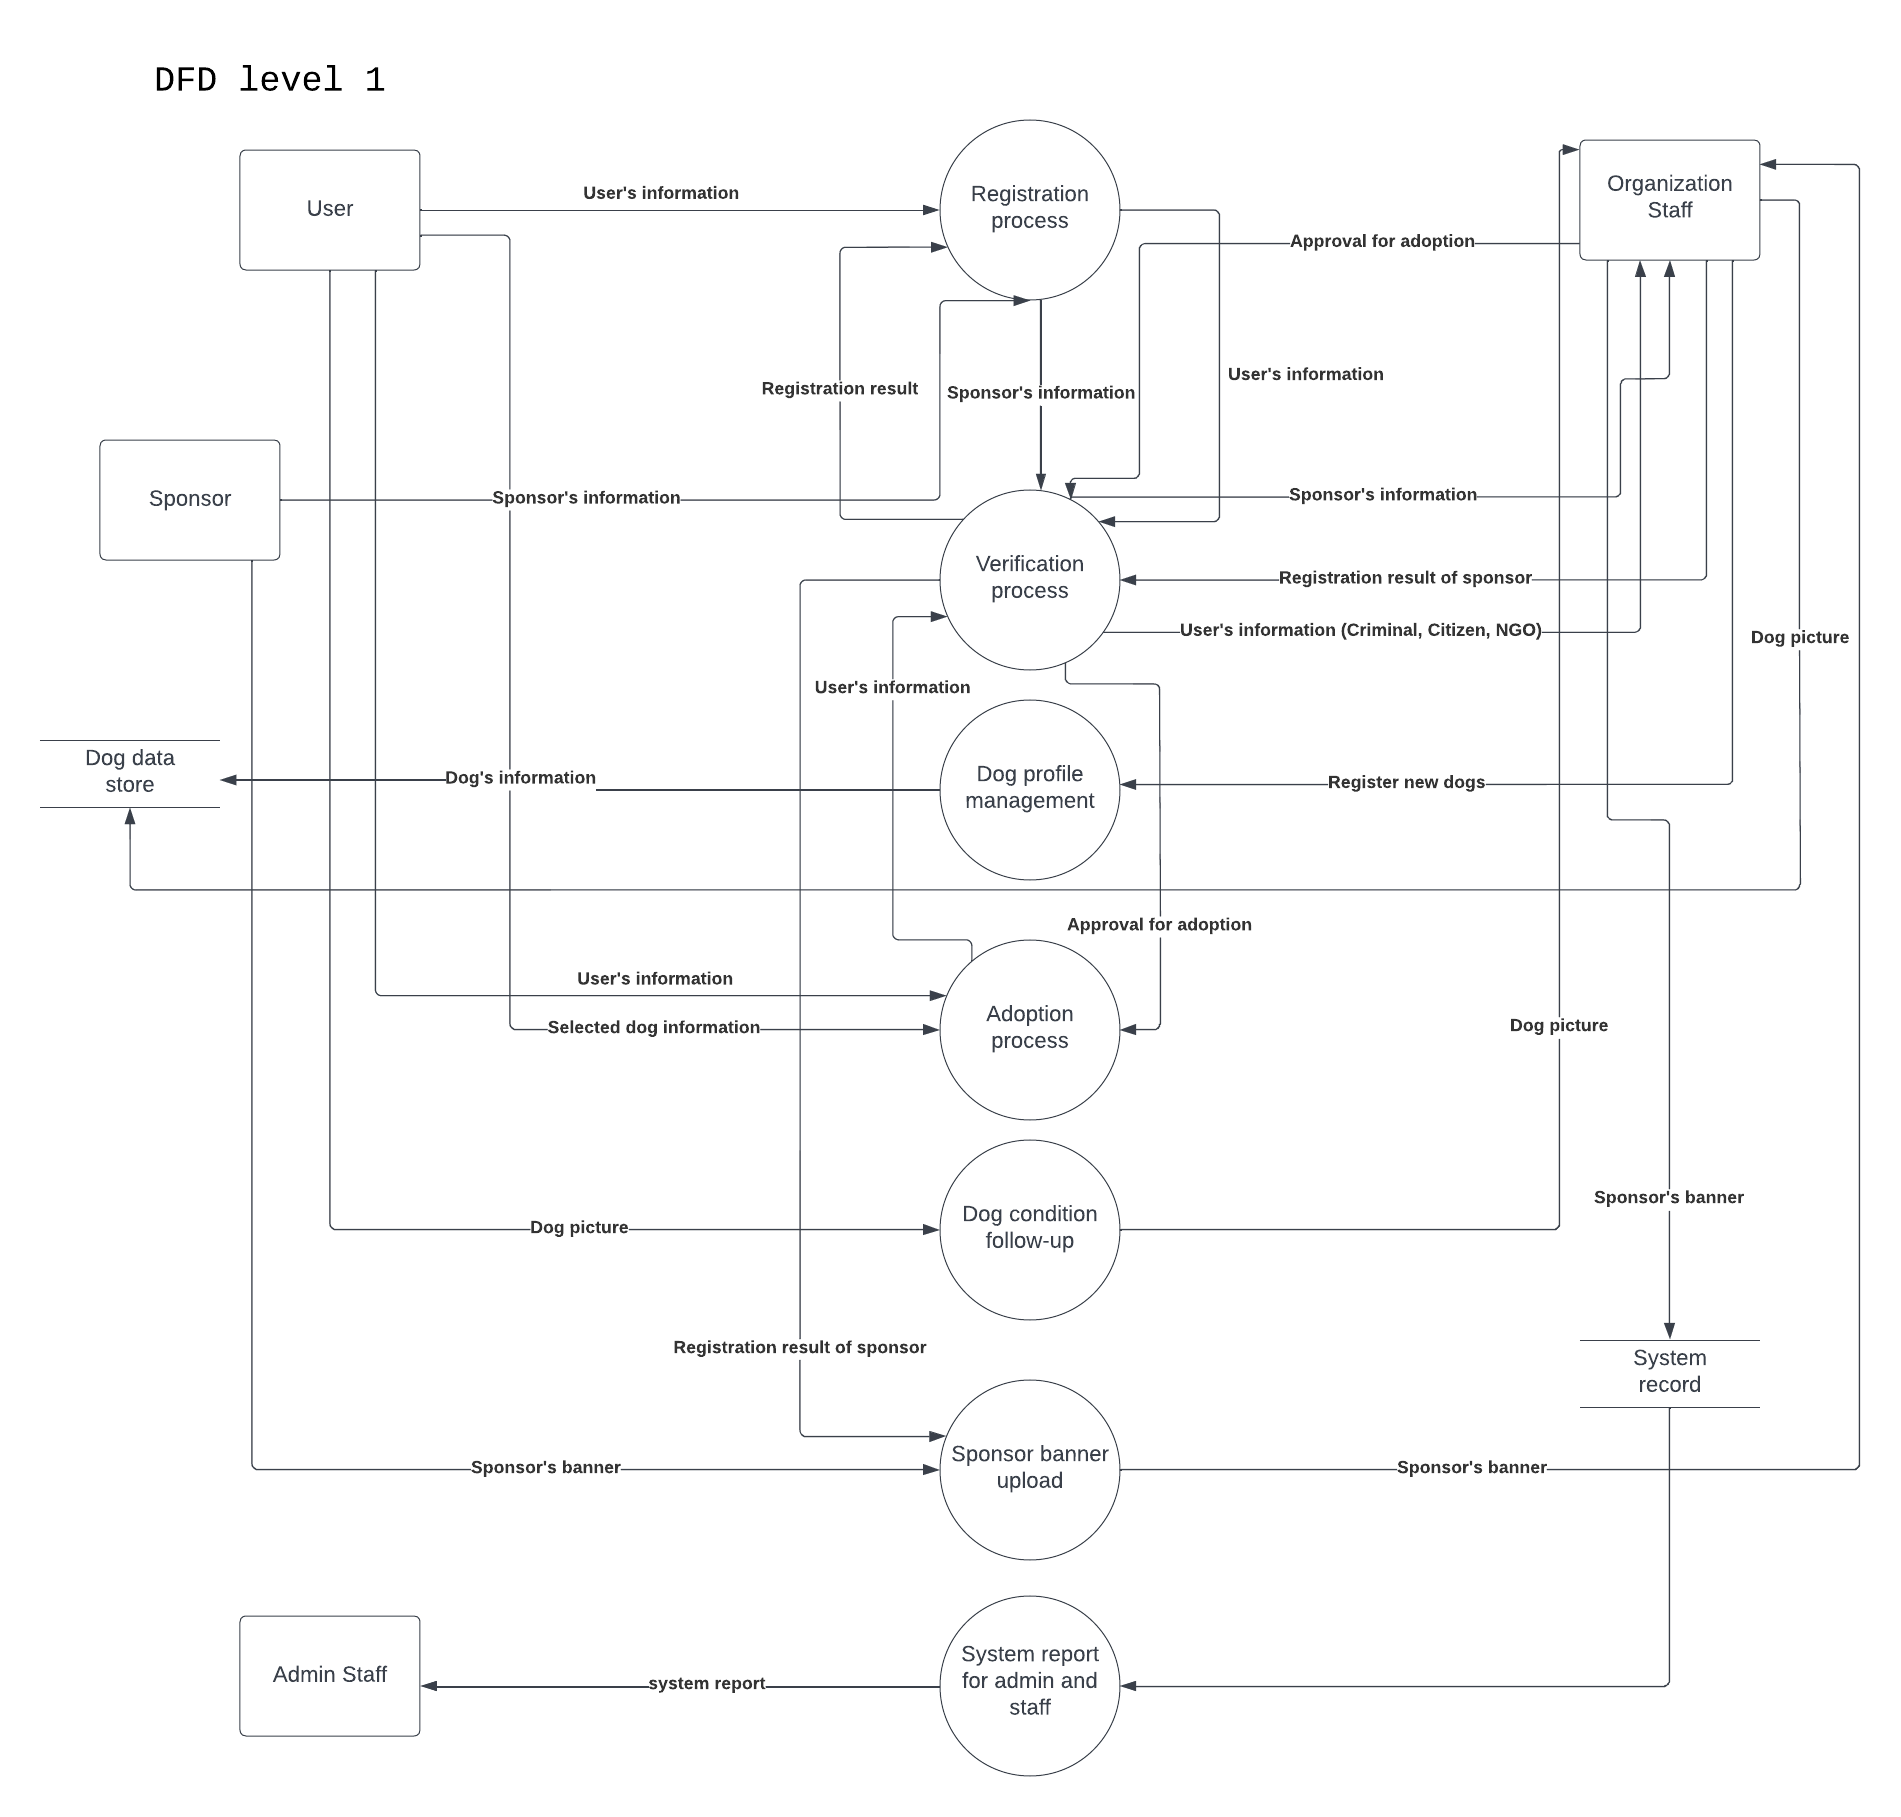 DFD level 1
User
User's information
Registration
process
Organization
Staff
Approval for adoption
Registration result
Sponsor's information
User's information
Sponsor
Sponsor's information
Sponsor's information
Verification
process
Registration result of sponsor
User's information (Criminal, Citizen, NGO)
Dog picture
User's information
Dog data
store
Dog's information
Dog profile
management
Register new dogs
Approval for adoption
User's information
Selected dog information
Adoption
process
Dog picture
Sponsor's banner
Dog picture
Dog condition
follow-up
Registration result of sponsor
System
record
Sponsor's banner
Sponsor banner
upload
Sponsor's banner
Admin Staff
system report
System report
for admin and
staff